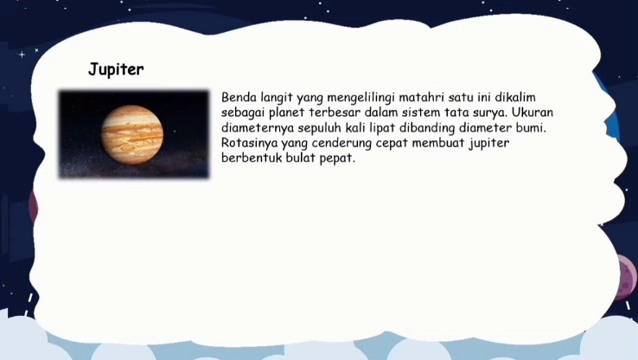 Jupiter
Benda langit yang mengelilingi matahri satu ini dikalim
sebagai planet terbesar dalam sistem tata surya. Ukuran
diameternya sepuluh kali lipat dibanding diameter bumi.
Rotasinya yang cenderung cepat membuat jupiter
berbentuk bulat pepat.